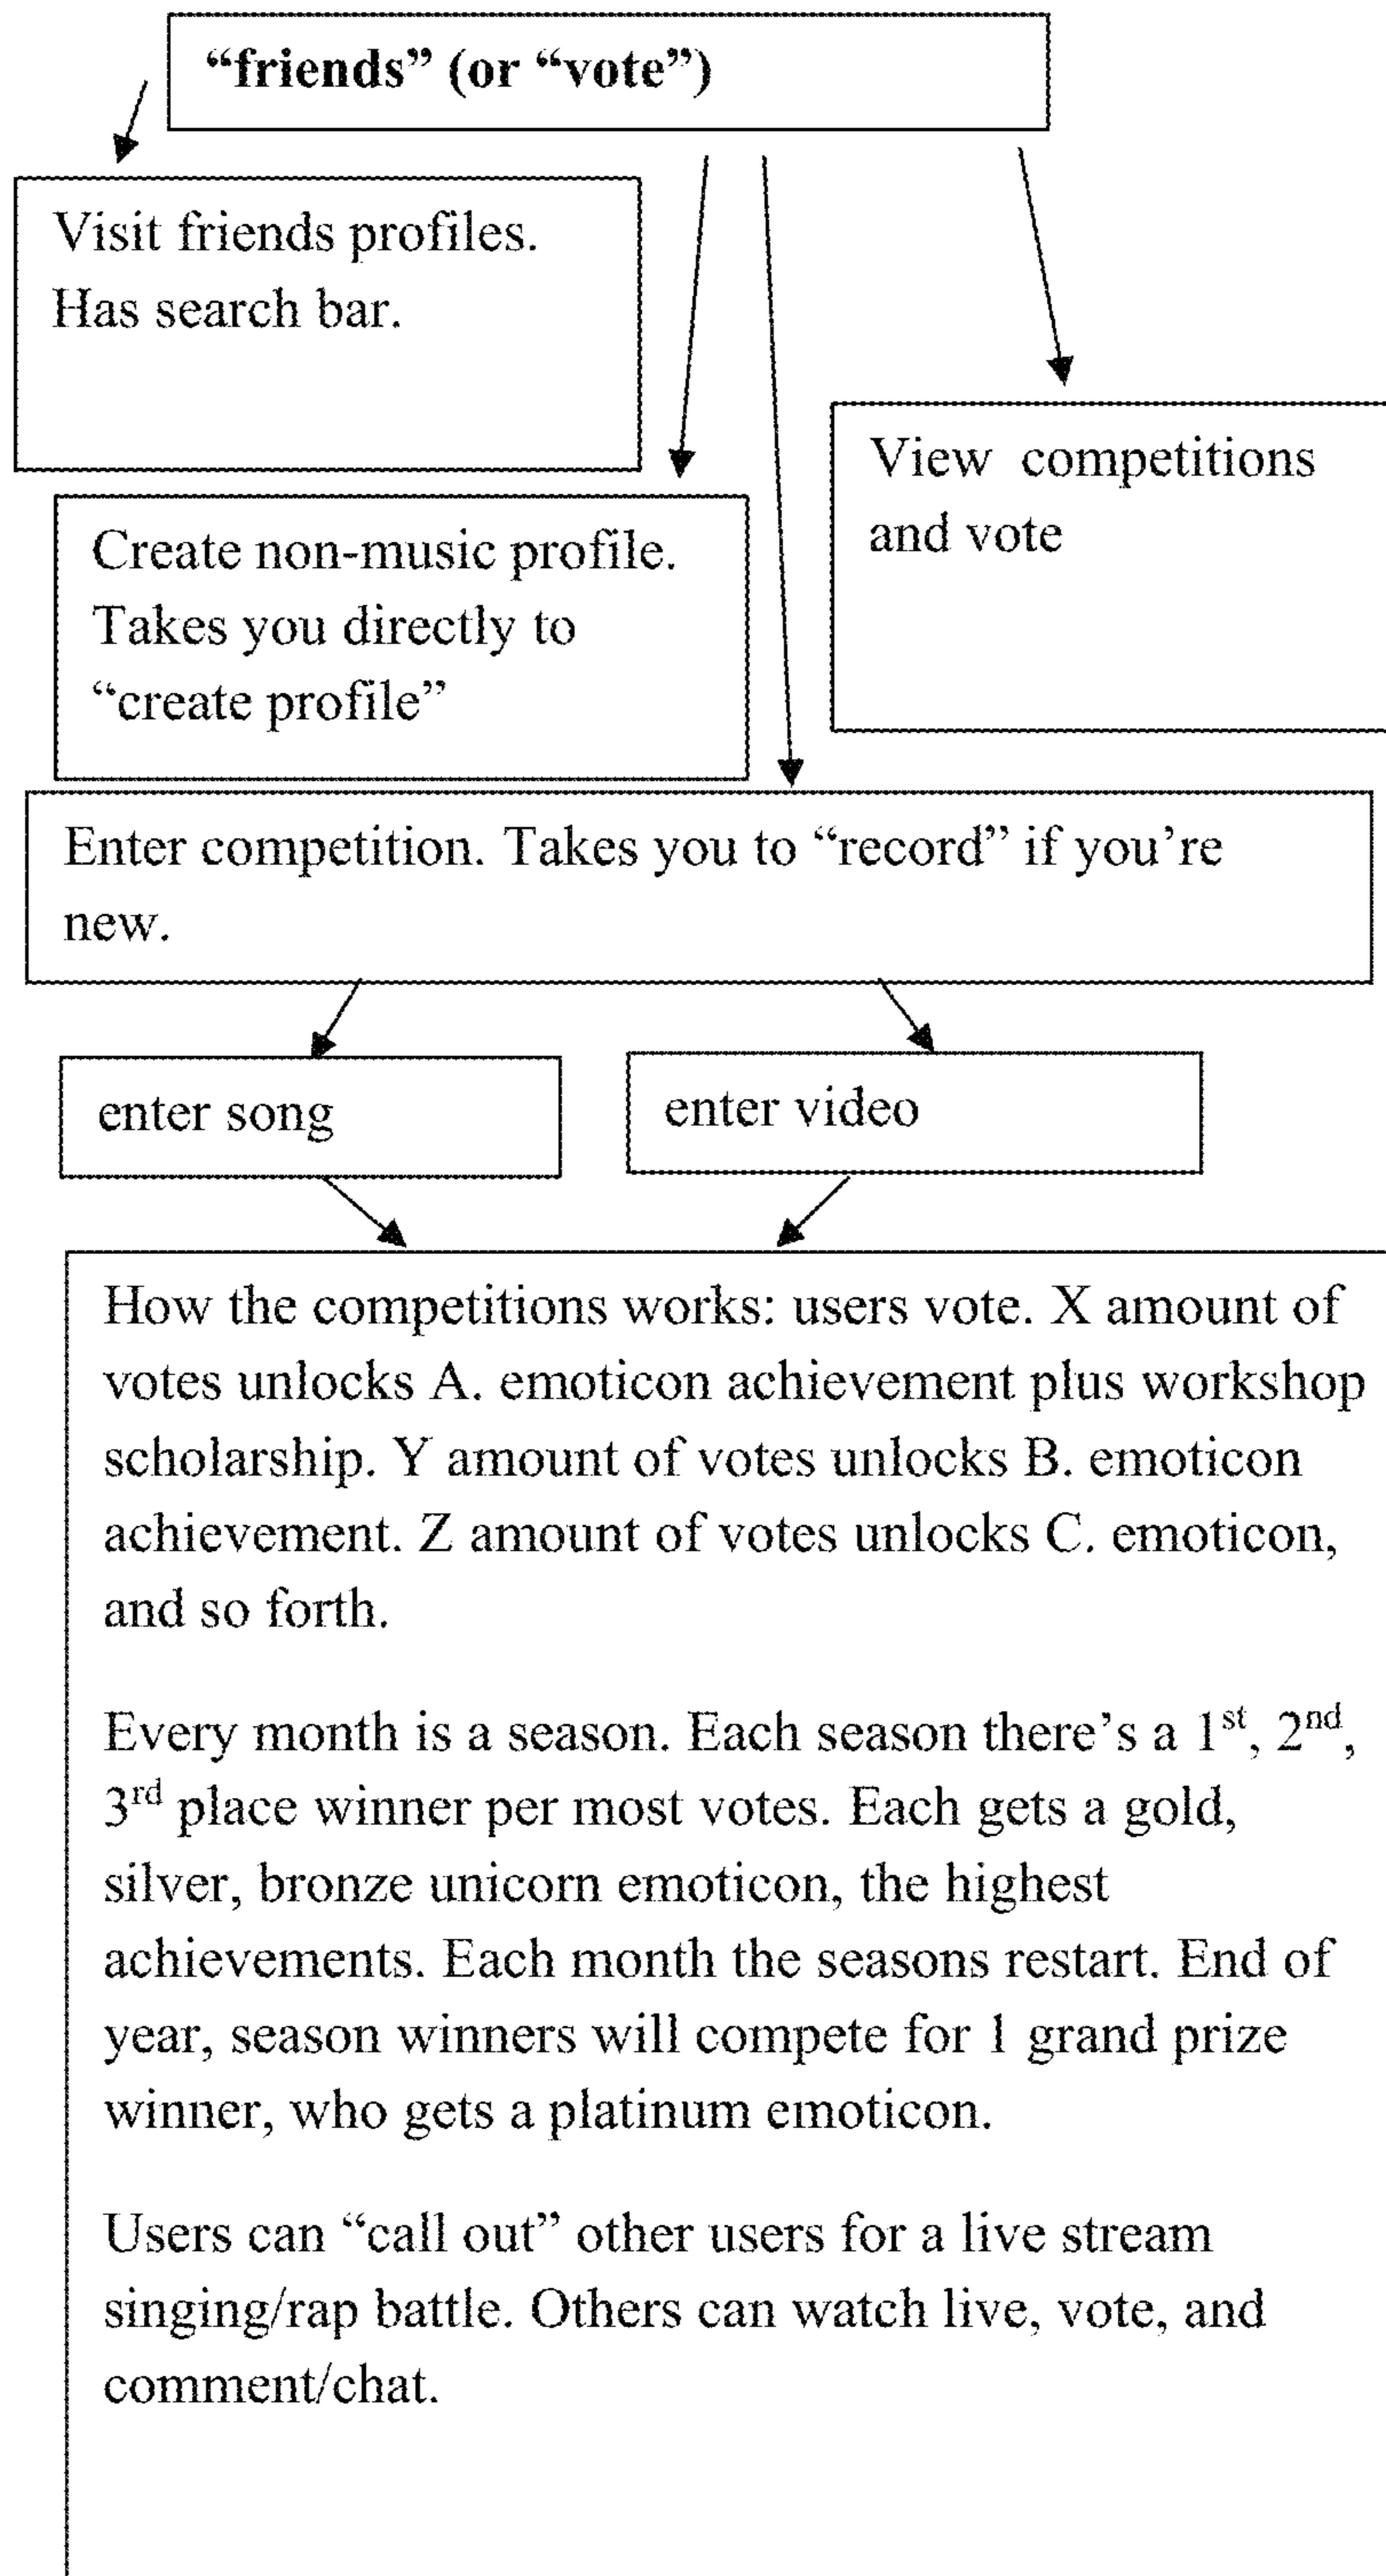 “friends” (or “vote”)
Visit friends profiles.
Has search bar.
View competitions
and vote
Create non-music profile.
Takes you directly to
“create profile”
Enter competition. Takes you to “record” if you’re
new.
enter song
enter video
How the competitions works: users vote. X amount of
votes unlocks A. emoticon achievement plus workshop
scholarship. Y amount of votes unlocks B. emoticon
achievement. Z amount of votes unlocks C. emoticon,
and so forth.
Every month is a season. Each season there’s a 1st, 2nd,
3rd place winner per most votes. Each gets a gold,
silver, bronze unicorn emoticon, the highest
achievements. Each month the seasons restart. End of
year, season winners will compete for 1 grand prize
winner, who gets a platinum emoticon.
Users can “call out” other users for a live stream
singing/rap battle. Others can watch live, vote, and
comment/chat.